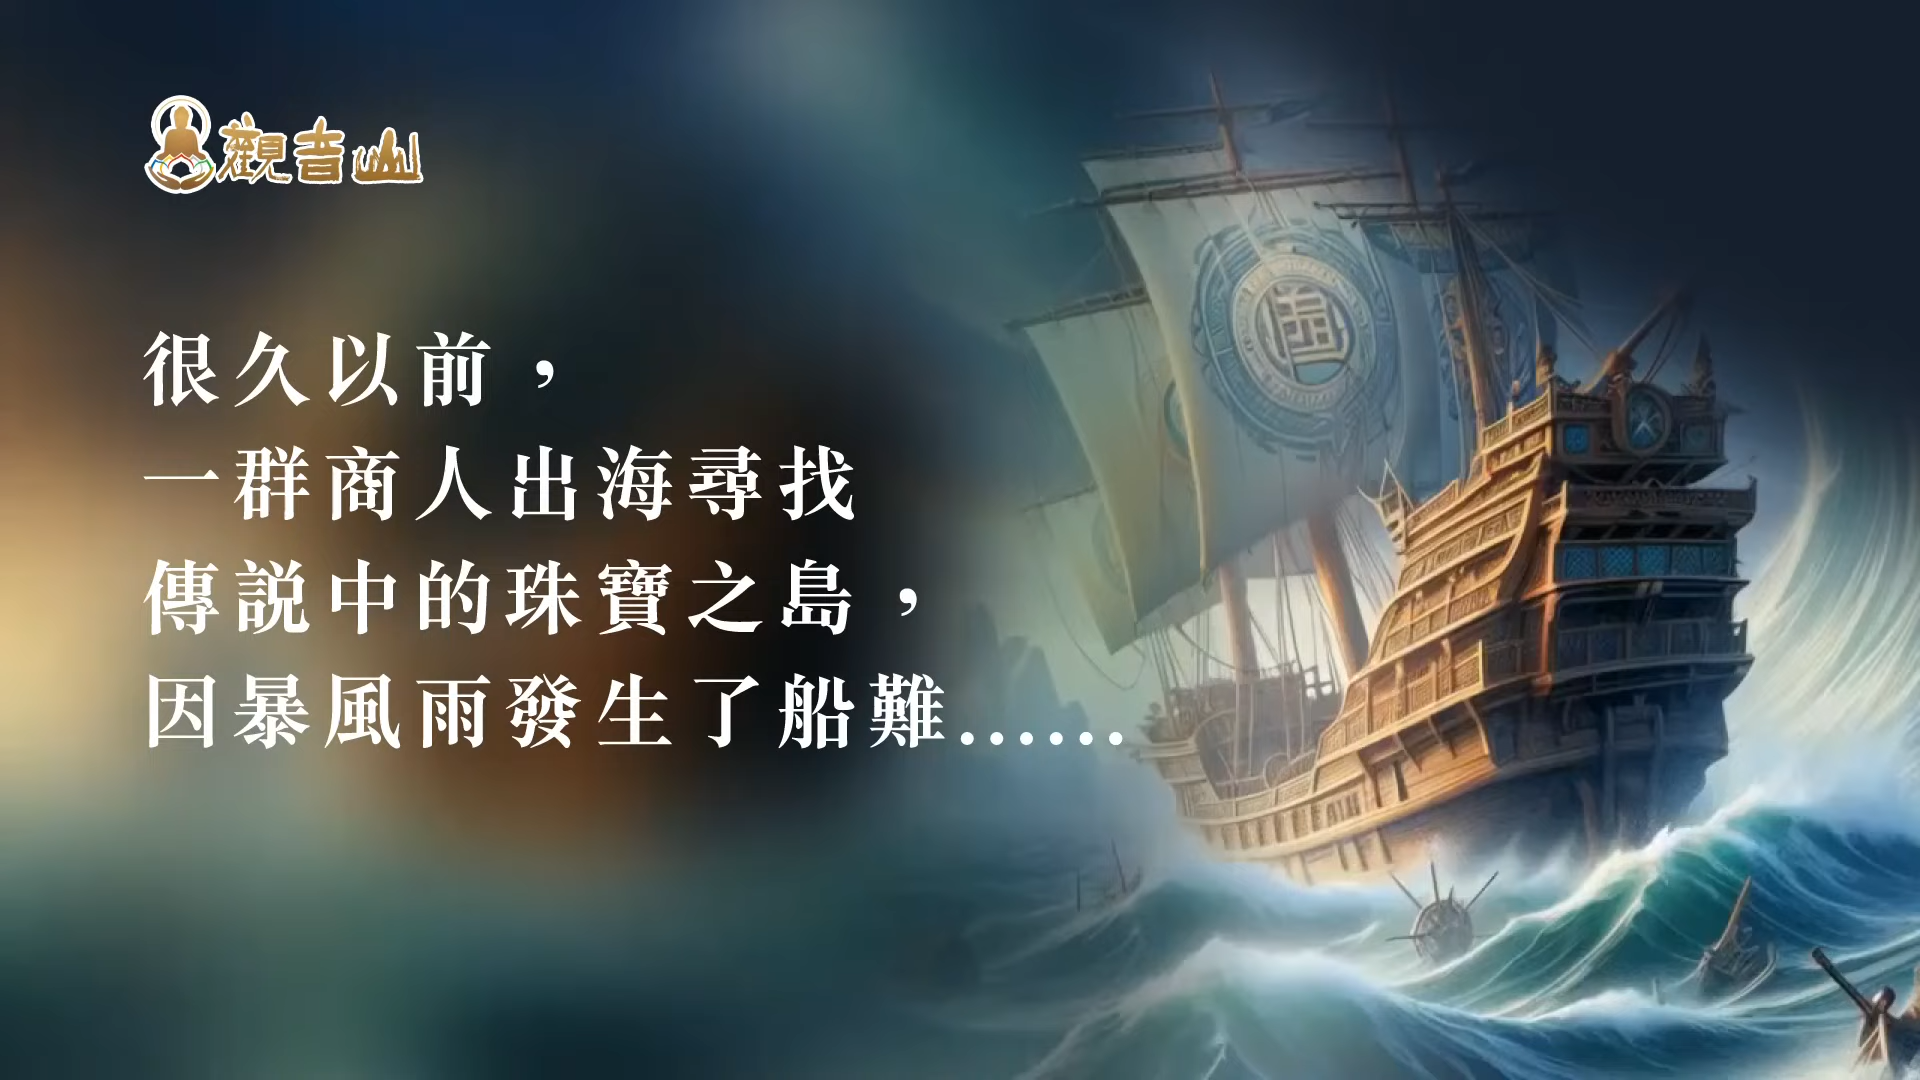 觀音山
很久以前，
一群商人出海尋找
傳説中的珠寶之島，
因暴風雨發生了船難......